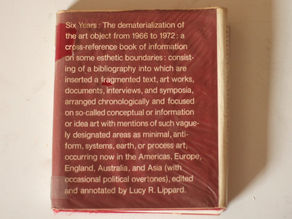 Six Years: The dematerialization of
the art object from 1966 to 1972: a
cross-reference book of information
on some esthetic boundaries: consist-
ing of a bibliography into which are
inserted a fragmented text, art works,
documents, interviews, and symposia,
arranged chronologically and focused
on so-called conceptual or information
or idea art with mentions of such vague-
ly designated areas as minimal, anti-
form, systems, earth, or process art,
occurring now in the Americas, Europe,
England, Australia, and Asia (with
occasional political overtones), edited
and annotated by Lucy R. Lippard.